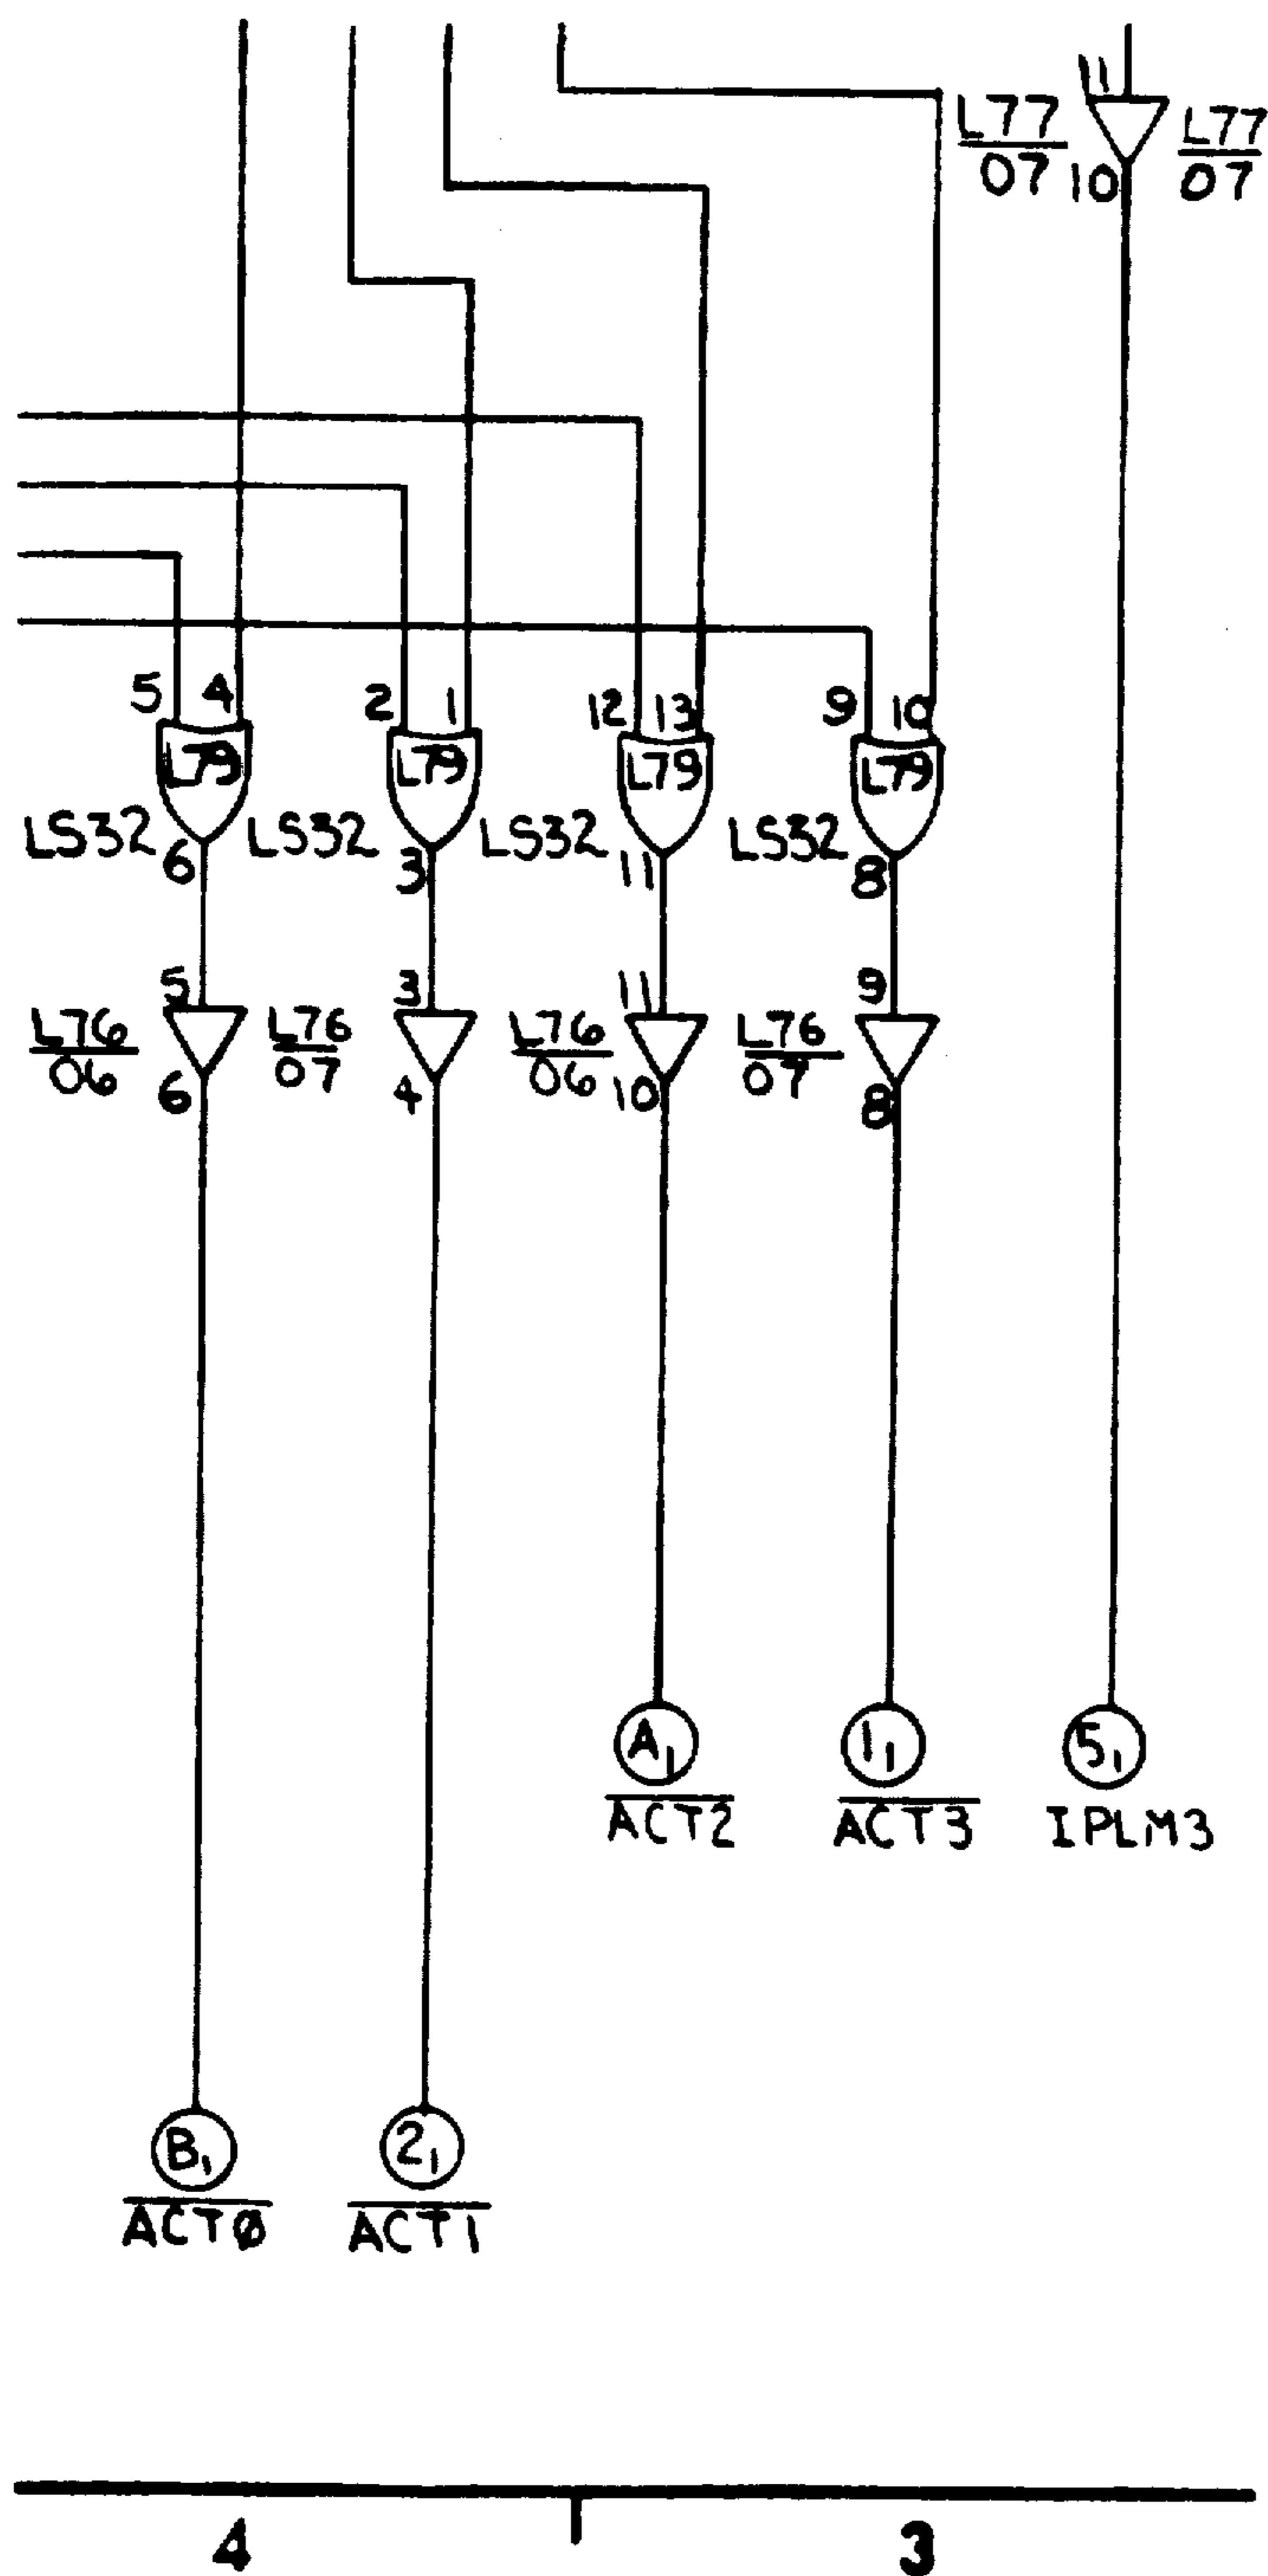 11
L77 L77
07 10 07
5 4 2 1 12 13 9 10
L79 L79 L79 L79
LS32 LS32 LS32 LS32
6 3 11 8
5 3 11 9
L76 L76 L76 L76
06 07 06 07
6 4 10 8
A1 11 51
ACT2 ACT3 IPLM3
B1 21
ACTØ ACT1
4 3